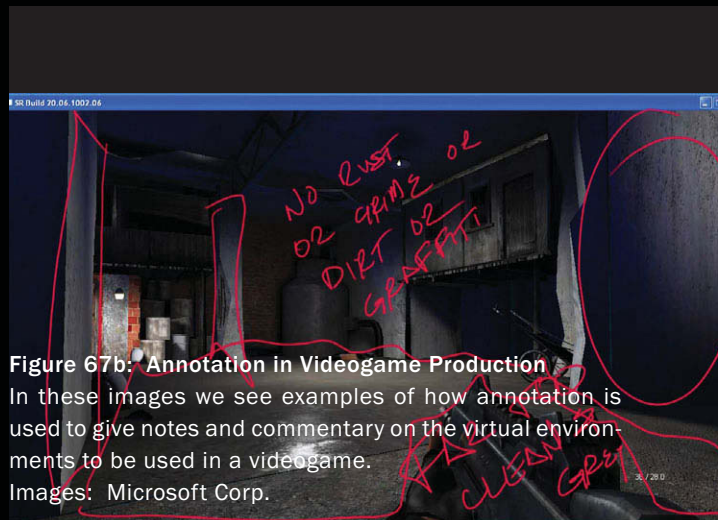 SR Build 20.06.1002.06
NO RUST
OR GRIME OR
DIRT OR
GRAFFITI
Figure 67b: Annotation in Videogame Production
In these images we see examples of how annotation is
used to give notes and commentary on the virtual environ-
ments to be used in a videogame.
Images: Microsoft Corp.
CLEAN &
GREY
36 / 280